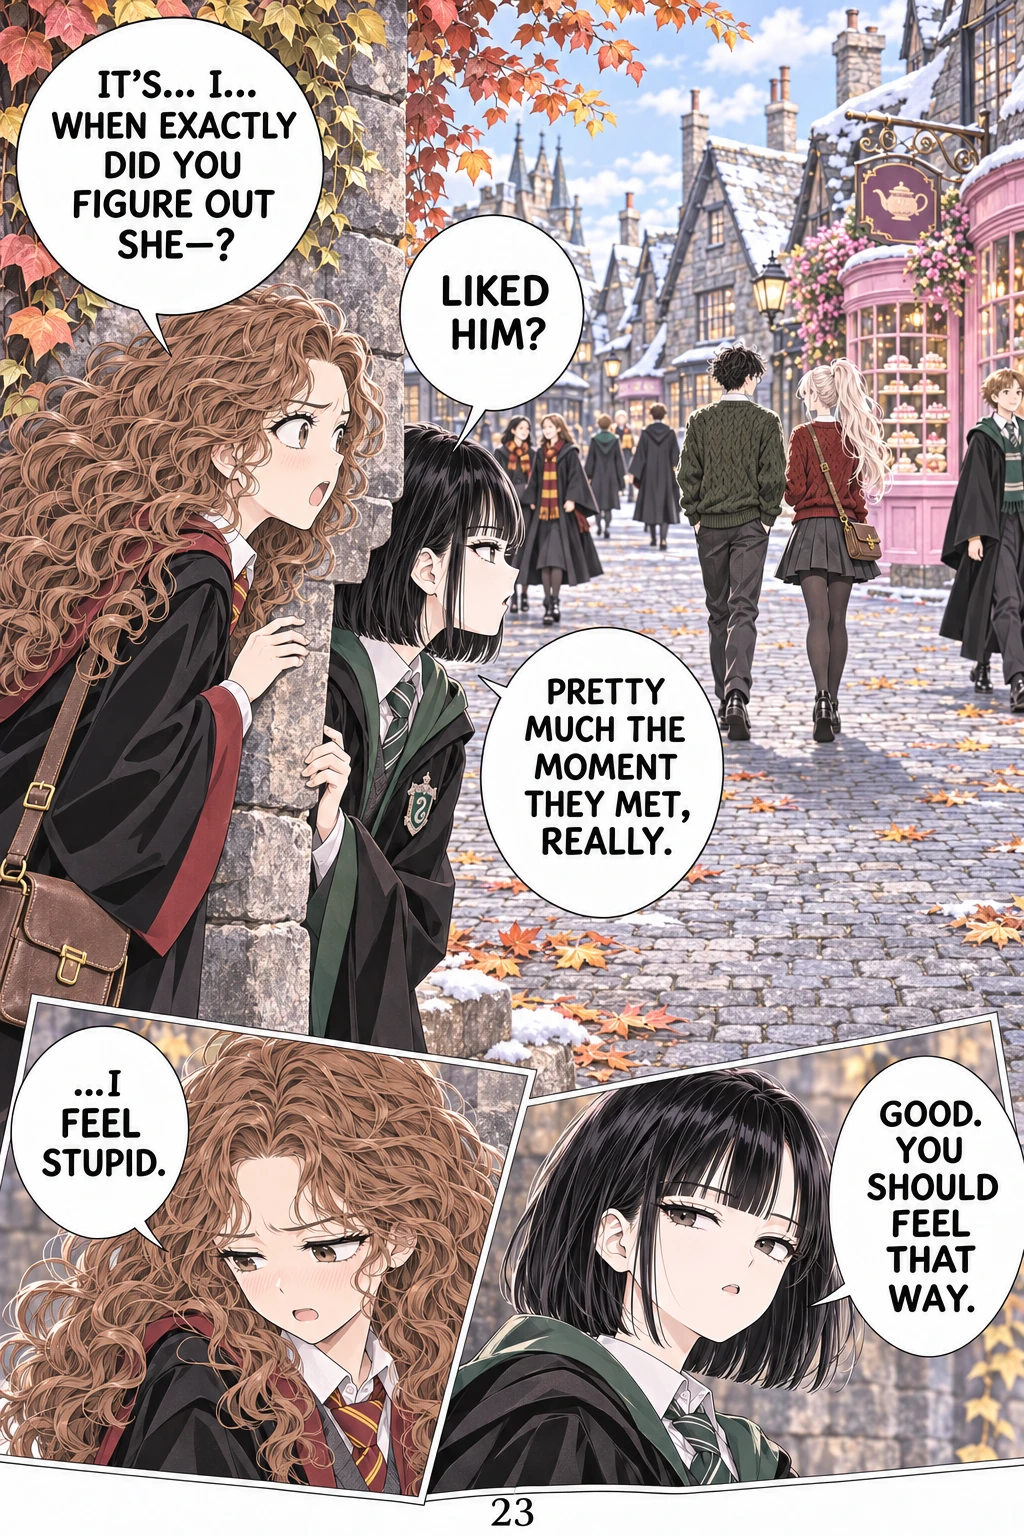 IT'S... I...
WHEN EXACTLY
DID YOU
FIGURE OUT
SHE—?
LIKED
HIM?
PRETTY
MUCH THE
MOMENT
THEY MET,
REALLY.
...I
FEEL
STUPID.
GOOD.
YOU
SHOULD
FEEL
THAT
WAY.
23